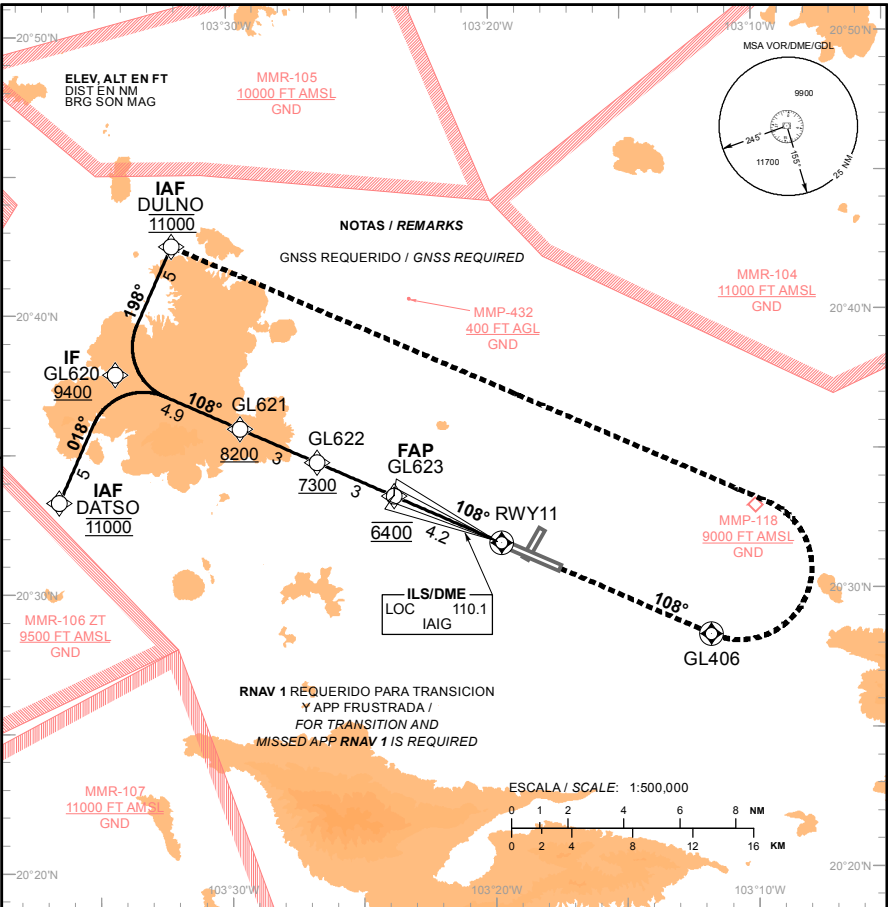 103°30'W
103°20'W
103°10'W
20°50'N
20°50'N
ELEV, ALT EN FT
DIST EN NM
BRG SON MAG
MMR-105
10000 FT AMSL
GND
MSA VOR/DME/GDL
9900
245°
155°
11700
25 NM
IAF
DULNO
11000
NOTAS / REMARKS
GNSS REQUERIDO / GNSS REQUIRED
MMR-104
11000 FT AMSL
GND
5
198°
MMP-432
400 FT AGL
GND
20°40'N
20°40'N
IF
GL620
9400
108°
4.9
GL621
8200
018°
5
3
GL622
7300
3
IAF
DATSO
11000
FAP
GL623
6400
4.2
108°
RWY11
MMP-118
9000 FT AMSL
GND
ILS/DME
LOC 110.1
IAIG
20°30'N
20°30'N
108°
GL406
MMR-106 ZT
9500 FT AMSL
GND
RNAV 1 REQUERIDO PARA TRANSICION
Y APP FRUSTRADA /
FOR TRANSITION AND
MISSED APP RNAV 1 IS REQUIRED
MMR-107
11000 FT AMSL
GND
ESCALA / SCALE: 1:500,000
0 1 2 4 6 8 NM
0 2 4 8 12 16 KM
20°20'N
20°20'N
103°30'W
103°20'W
103°10'W